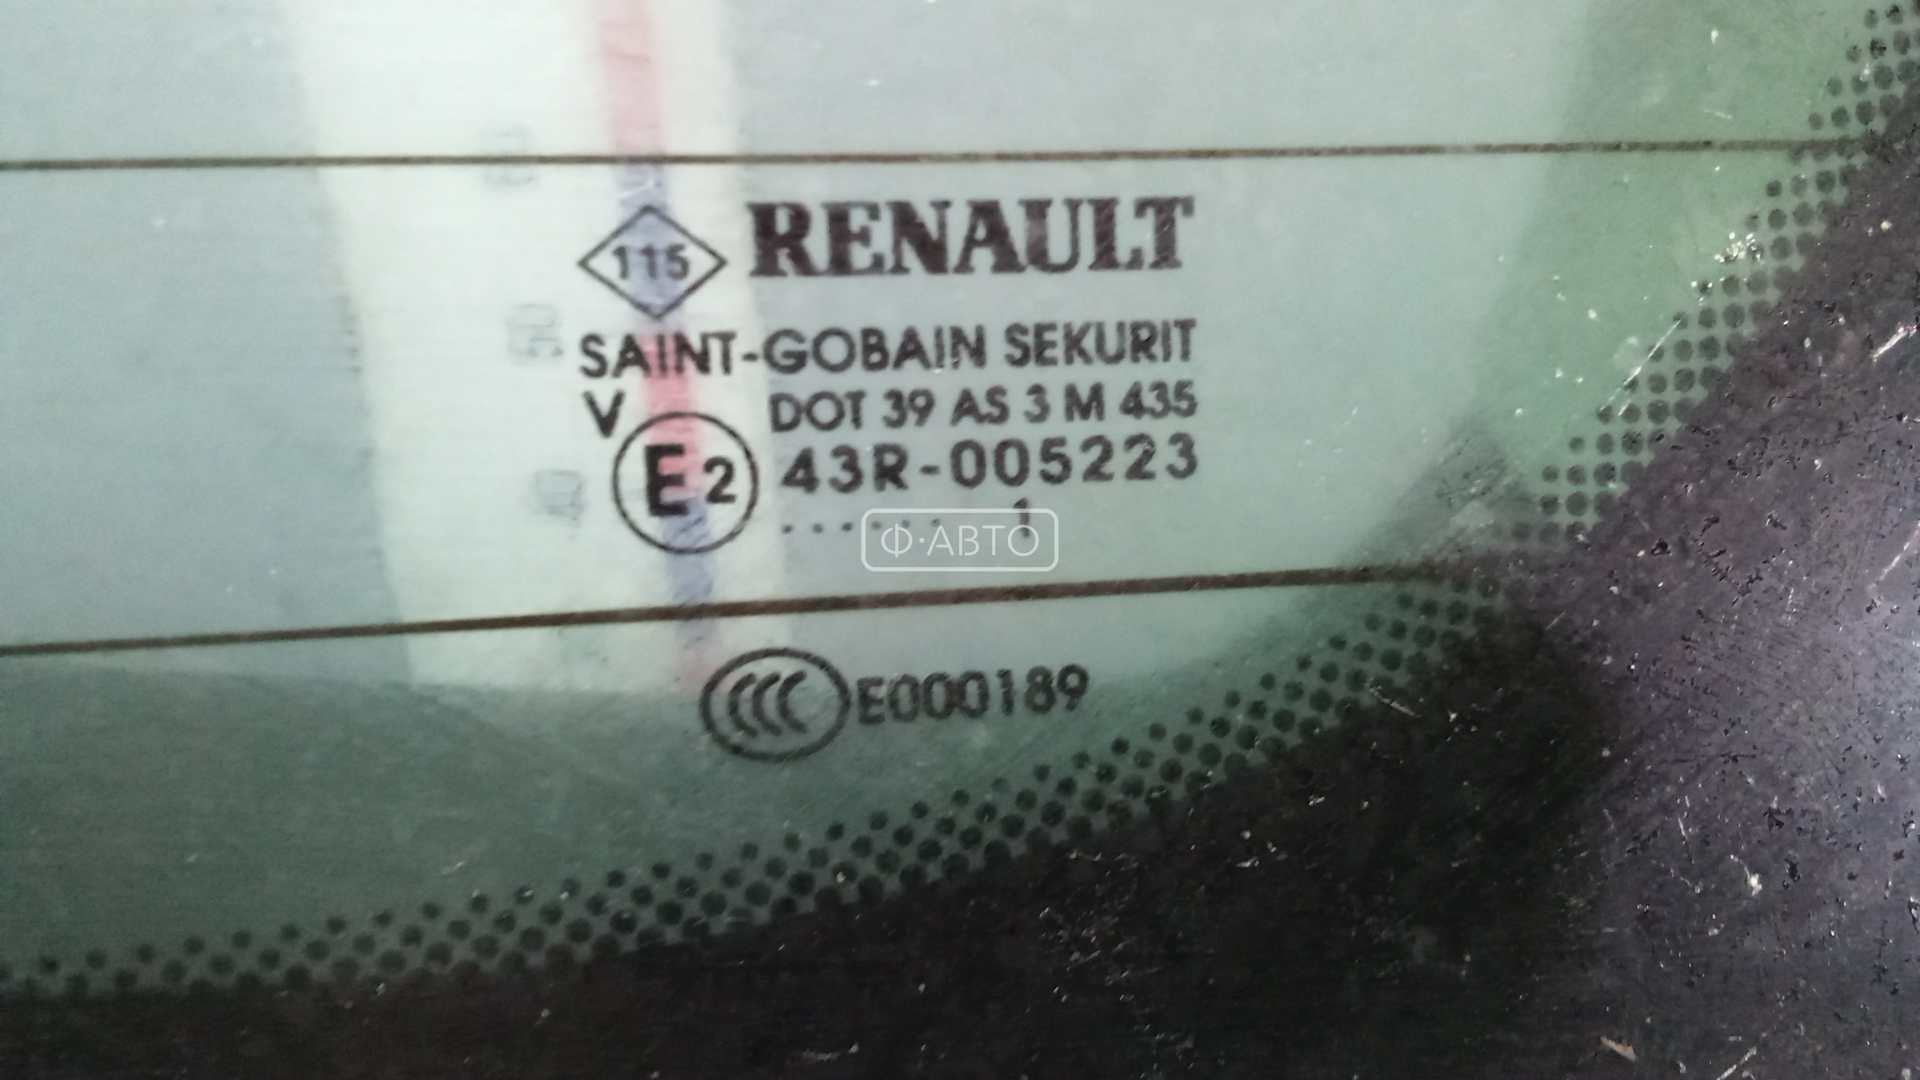 115 RENAULT
SAINT-GOBAIN SEKURIT
V DOT 39 AS 3 M 435
E2 43R-005223
...... 1
Ф·АВТО
CCC E000189